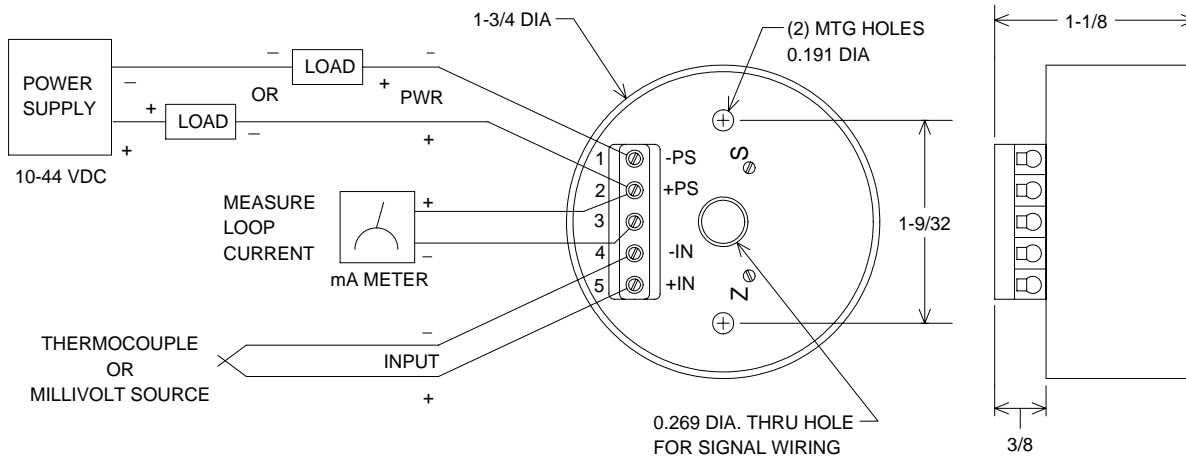 1-3/4 DIA
(2) MTG HOLES
0.191 DIA
1-1/8
POWER
SUPPLY
10-44 VDC
−
−
LOAD
+
−
PWR
OR
+
LOAD
−
+
+
1
-PS
S
2
+PS
3
4
-IN
5
+IN
Z
1-9/32
MEASURE
LOOP
CURRENT
+
−
mA METER
THERMOCOUPLE
OR
MILLIVOLT SOURCE
−
INPUT
+
0.269 DIA. THRU HOLE
FOR SIGNAL WIRING
3/8